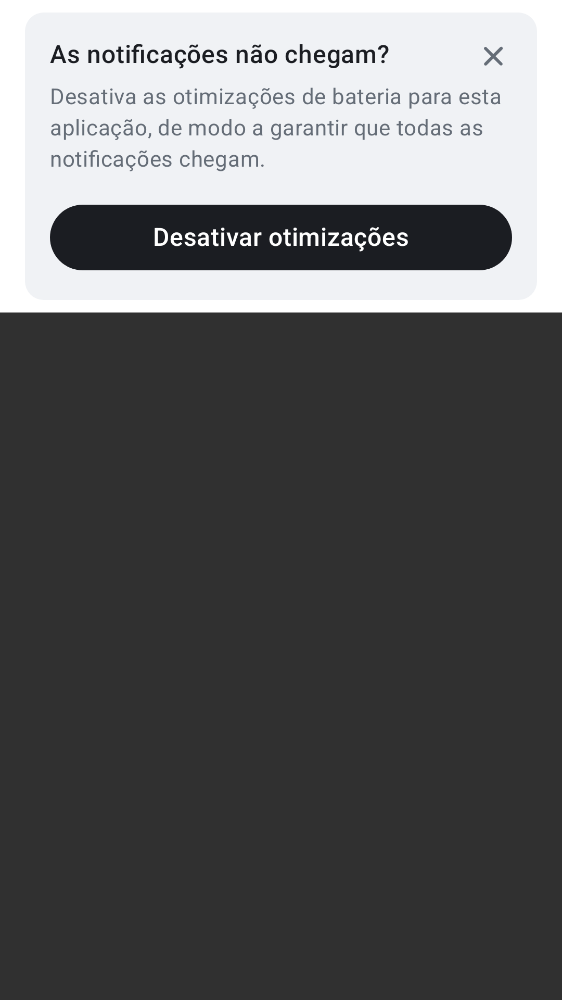 As notificações não chegam?
Desativa as otimizações de bateria para esta
aplicação, de modo a garantir que todas as
notificações chegam.
Desativar otimizações